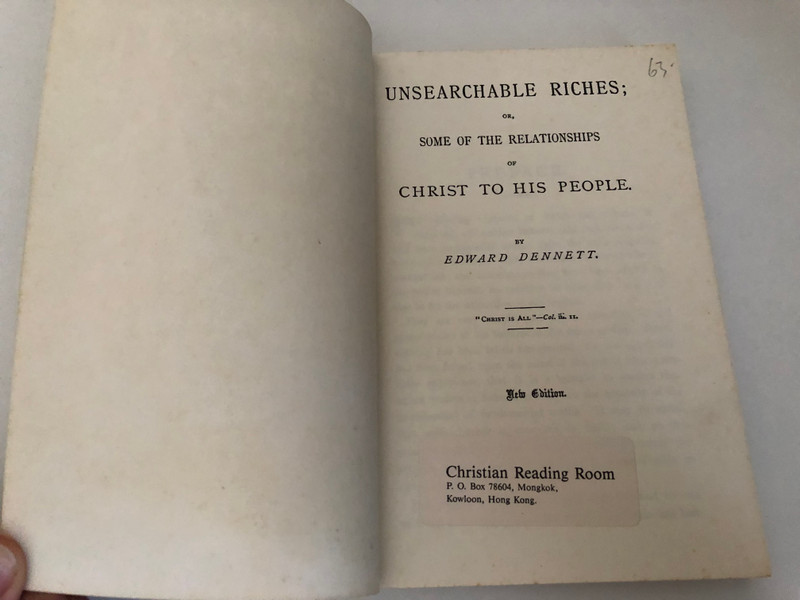 63.
UNSEARCHABLE RICHES;
OR,
SOME OF THE RELATIONSHIPS
OF
CHRIST TO HIS PEOPLE.
BY
EDWARD DENNETT.
"CHRIST IS ALL"—Col. iii. 11.
New Edition.
Christian Reading Room
P. O. Box 78604, Mongkok,
Kowloon, Hong Kong.